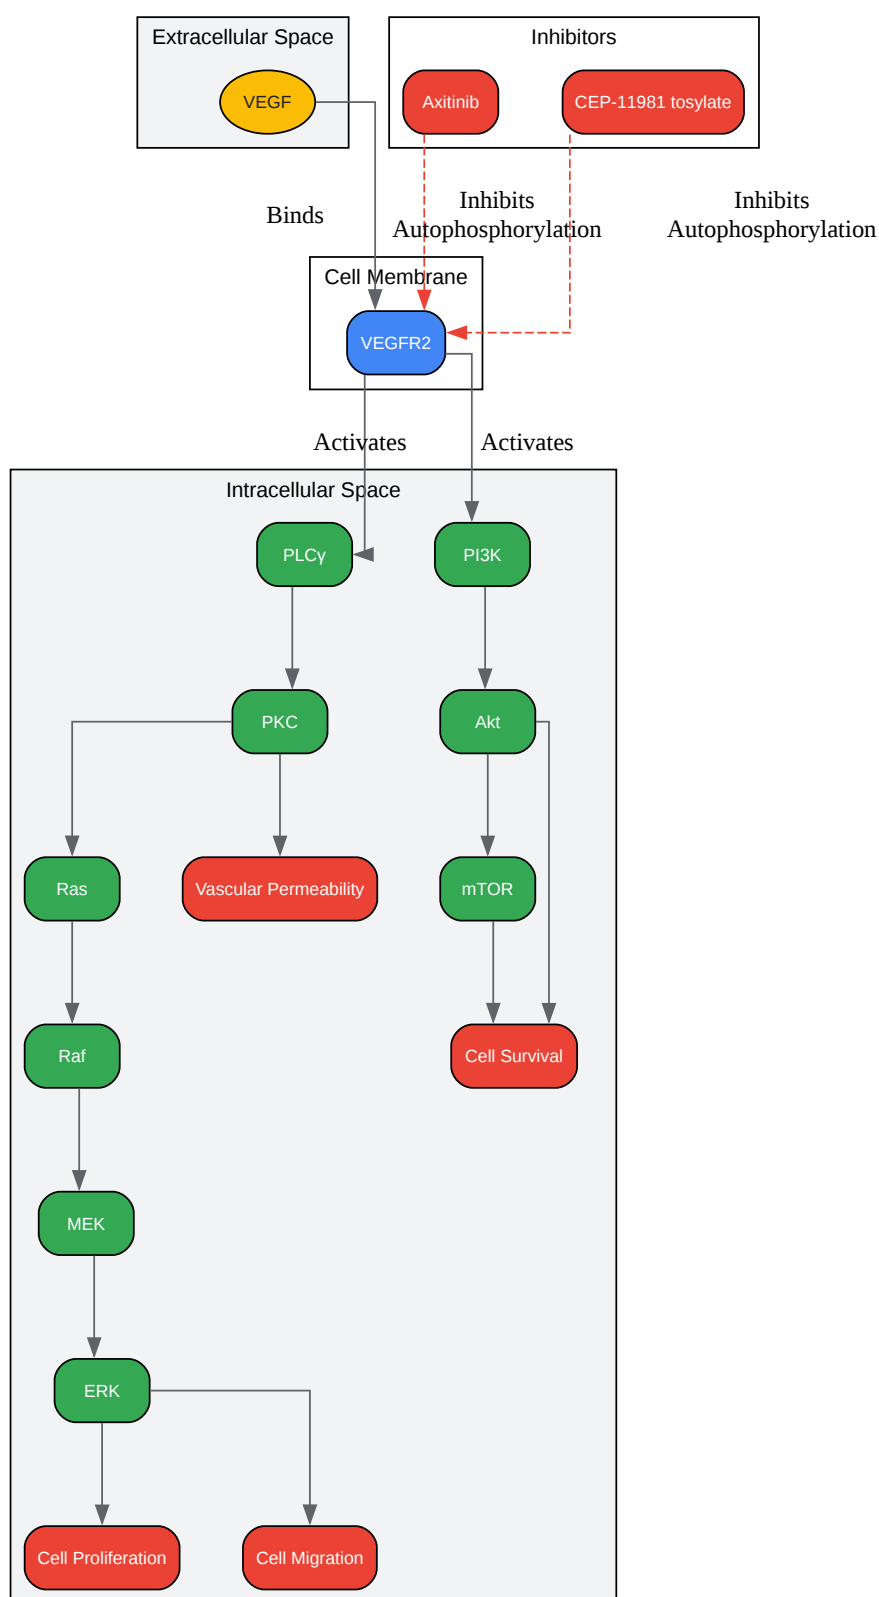 Extracellular Space
Inhibitors
VEGF
Axitinib
CEP-11981 tosylate
Binds
Inhibits
Autophosphorylation
Inhibits
Autophosphorylation
Cell Membrane
VEGFR2
Activates
Activates
Intracellular Space
PLCγ
PI3K
PKC
Akt
Ras
Vascular Permeability
mTOR
Raf
Cell Survival
MEK
ERK
Cell Proliferation
Cell Migration